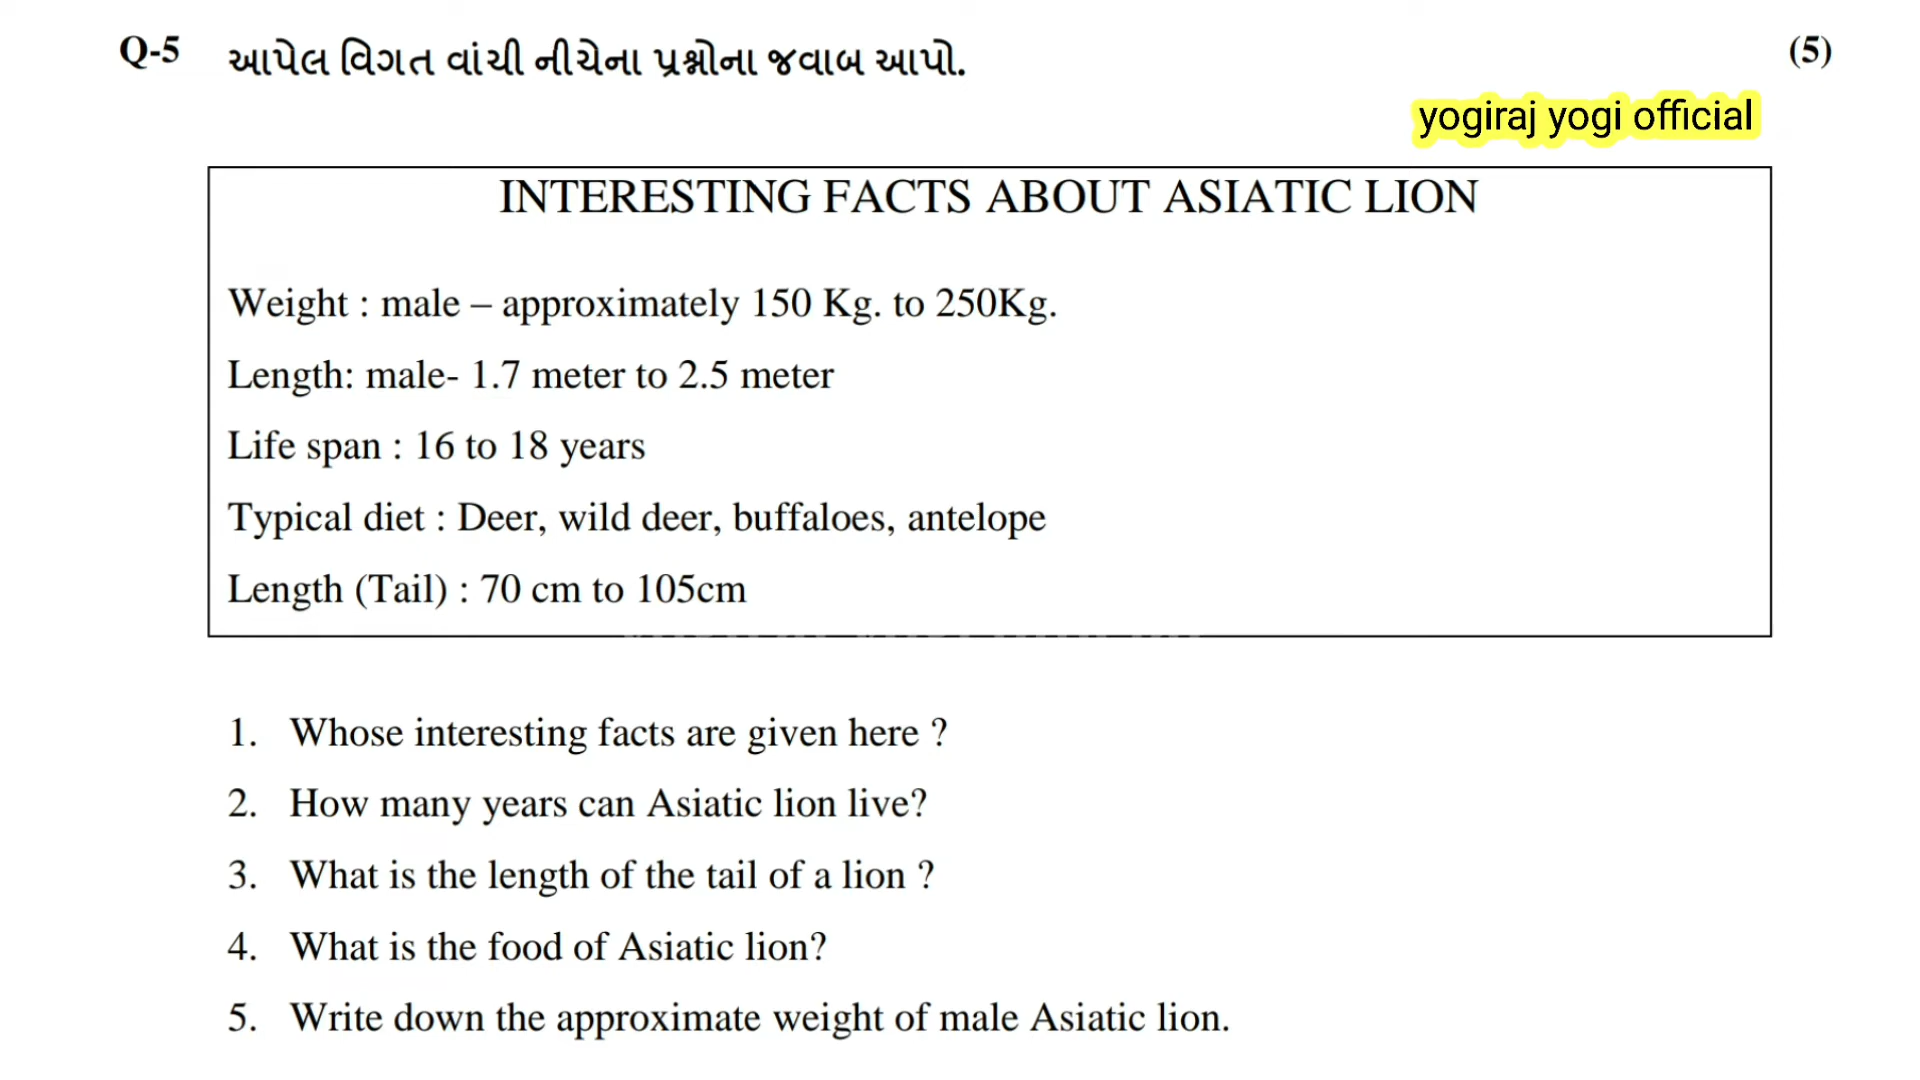 Q-5 આપેલ વિગત વાંચી નીચેના પ્રશ્નોના જવાબ આપો. (5)
yogiraj yogi official
INTERESTING FACTS ABOUT ASIATIC LION
Weight : male – approximately 150 Kg. to 250Kg.
Length: male- 1.7 meter to 2.5 meter
Life span : 16 to 18 years
Typical diet : Deer, wild deer, buffaloes, antelope
Length (Tail) : 70 cm to 105cm
1. Whose interesting facts are given here ?
2. How many years can Asiatic lion live?
3. What is the length of the tail of a lion ?
4. What is the food of Asiatic lion?
5. Write down the approximate weight of male Asiatic lion.